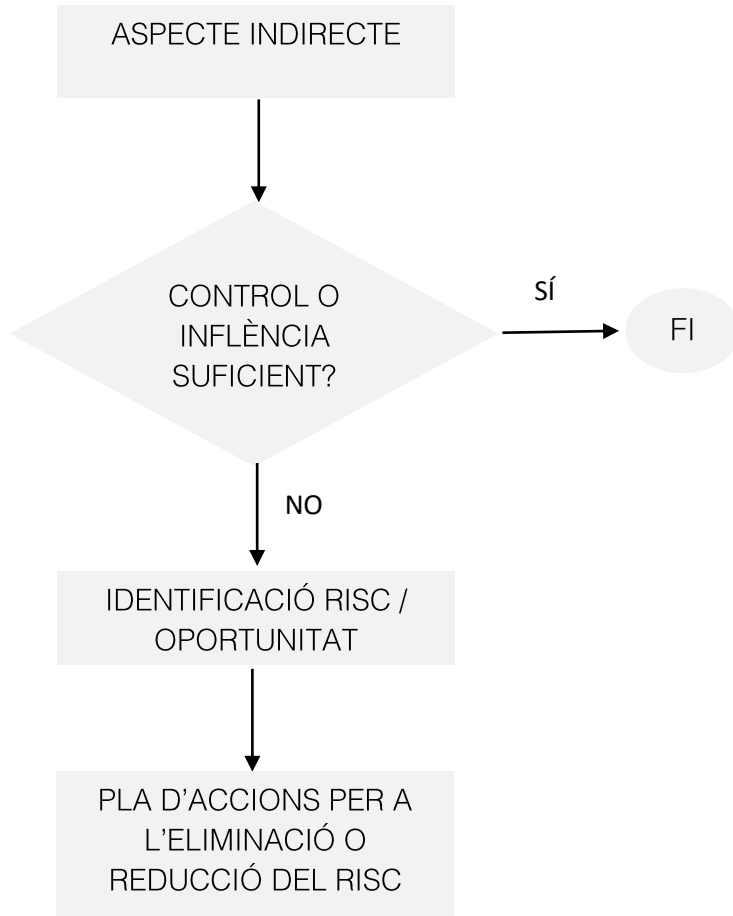 ASPECTE INDIRECTE
CONTROL O
INFLÈNCIA
SUFICIENT?
SÍ
FI
NO
IDENTIFICACIÓ RISC /
OPORTUNITAT
PLA D’ACCIONS PER A
L’ELIMINACIÓ O
REDUCCIÓ DEL RISC